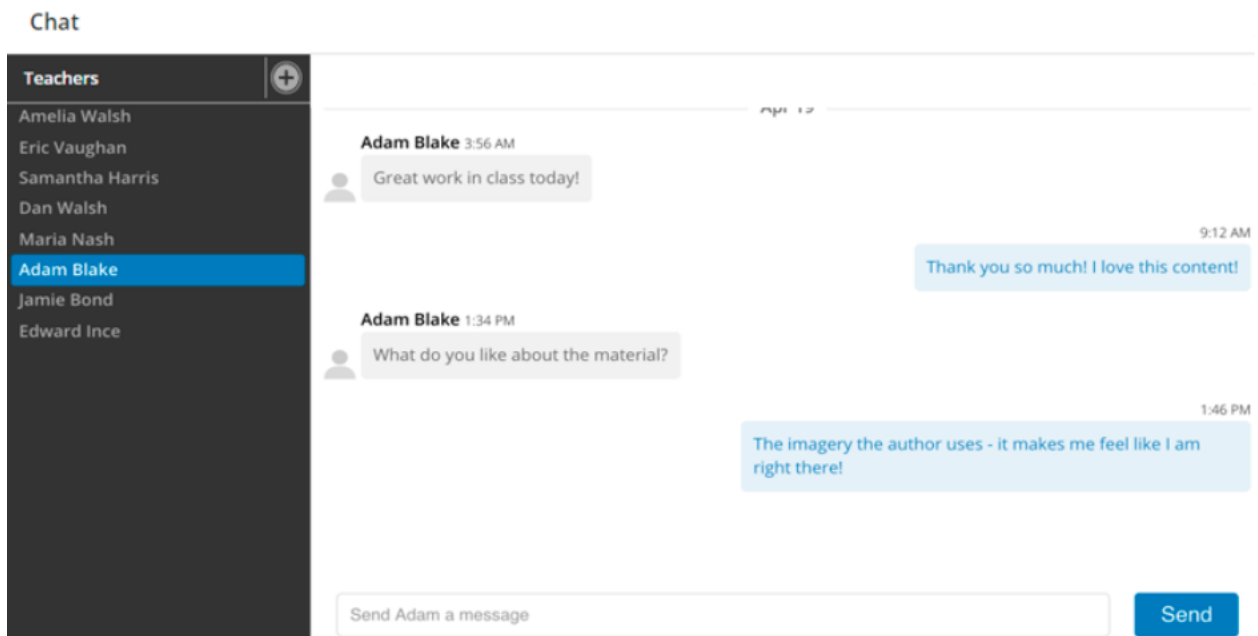 Chat
Teachers
Amelia Walsh
Eric Vaughan
Samantha Harris
Dan Walsh
Maria Nash
Adam Blake
Jamie Bond
Edward Ince
Apr 19
Adam Blake 3:56 AM
Great work in class today!
9:12 AM
Thank you so much! I love this content!
Adam Blake 1:34 PM
What do you like about the material?
1:46 PM
The imagery the author uses - it makes me feel like I am
right there!
Send Adam a message
Send